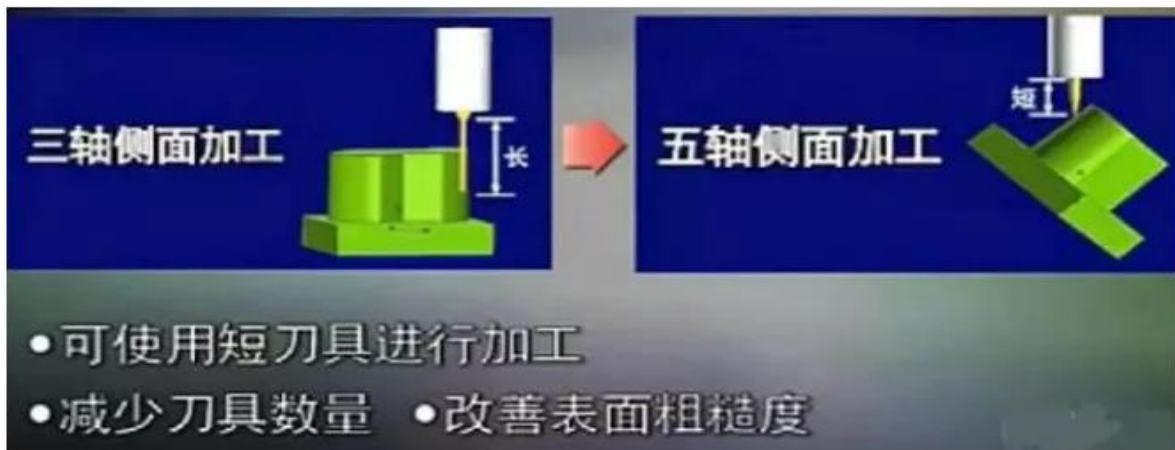 三轴侧面加工
长
五轴侧面加工
短
•可使用短刀具进行加工
•减少刀具数量 •改善表面粗糙度